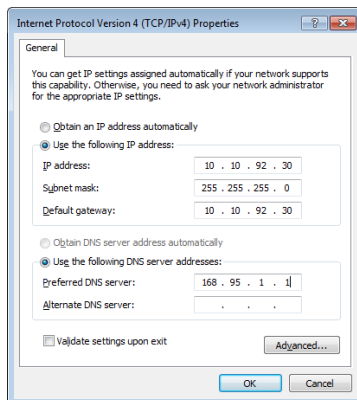 Internet Protocol Version 4 (TCP/IPv4) Properties
General
You can get IP settings assigned automatically if your network supports
this capability. Otherwise, you need to ask your network administrator
for the appropriate IP settings.
Obtain an IP address automatically
Use the following IP address:
IP address: 10 . 10 . 92 . 30
Subnet mask: 255 . 255 . 255 . 0
Default gateway: 10 . 10 . 92 . 30
Obtain DNS server address automatically
Use the following DNS server addresses:
Preferred DNS server: 168 . 95 . 1 . 1
Alternate DNS server: . . .
Validate settings upon exit
Advanced...
OK Cancel